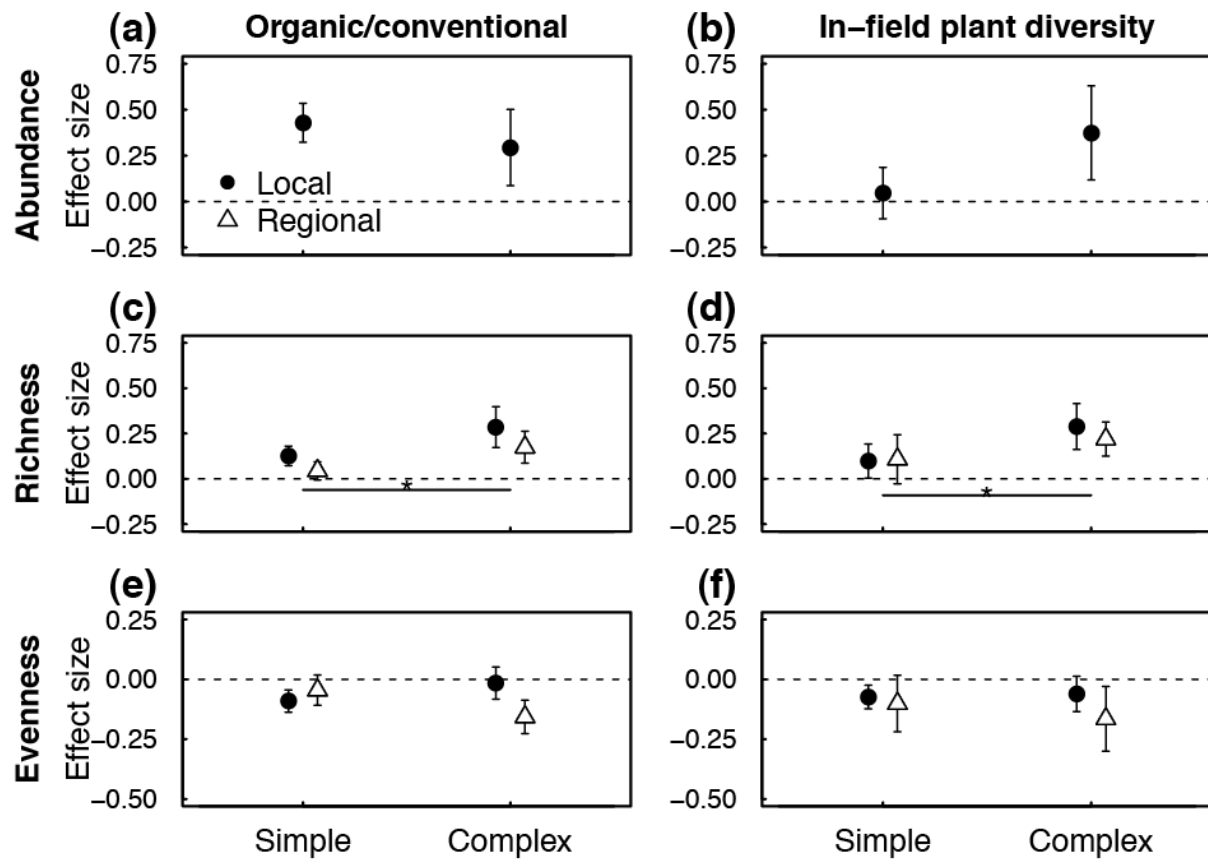 (a) Organic/conventional
(b) In−field plant diversity
Abundance
Effect size
0.75
0.50
0.25
0.00
−0.25
Local
Regional
0.75
0.50
0.25
0.00
−0.25
(c)
(d)
Richness
Effect size
0.75
0.50
0.25
0.00
−0.25
*
0.75
0.50
0.25
0.00
−0.25
*
(e)
(f)
Evenness
Effect size
0.25
0.00
−0.25
−0.50
0.25
0.00
−0.25
−0.50
Simple Complex
Simple Complex